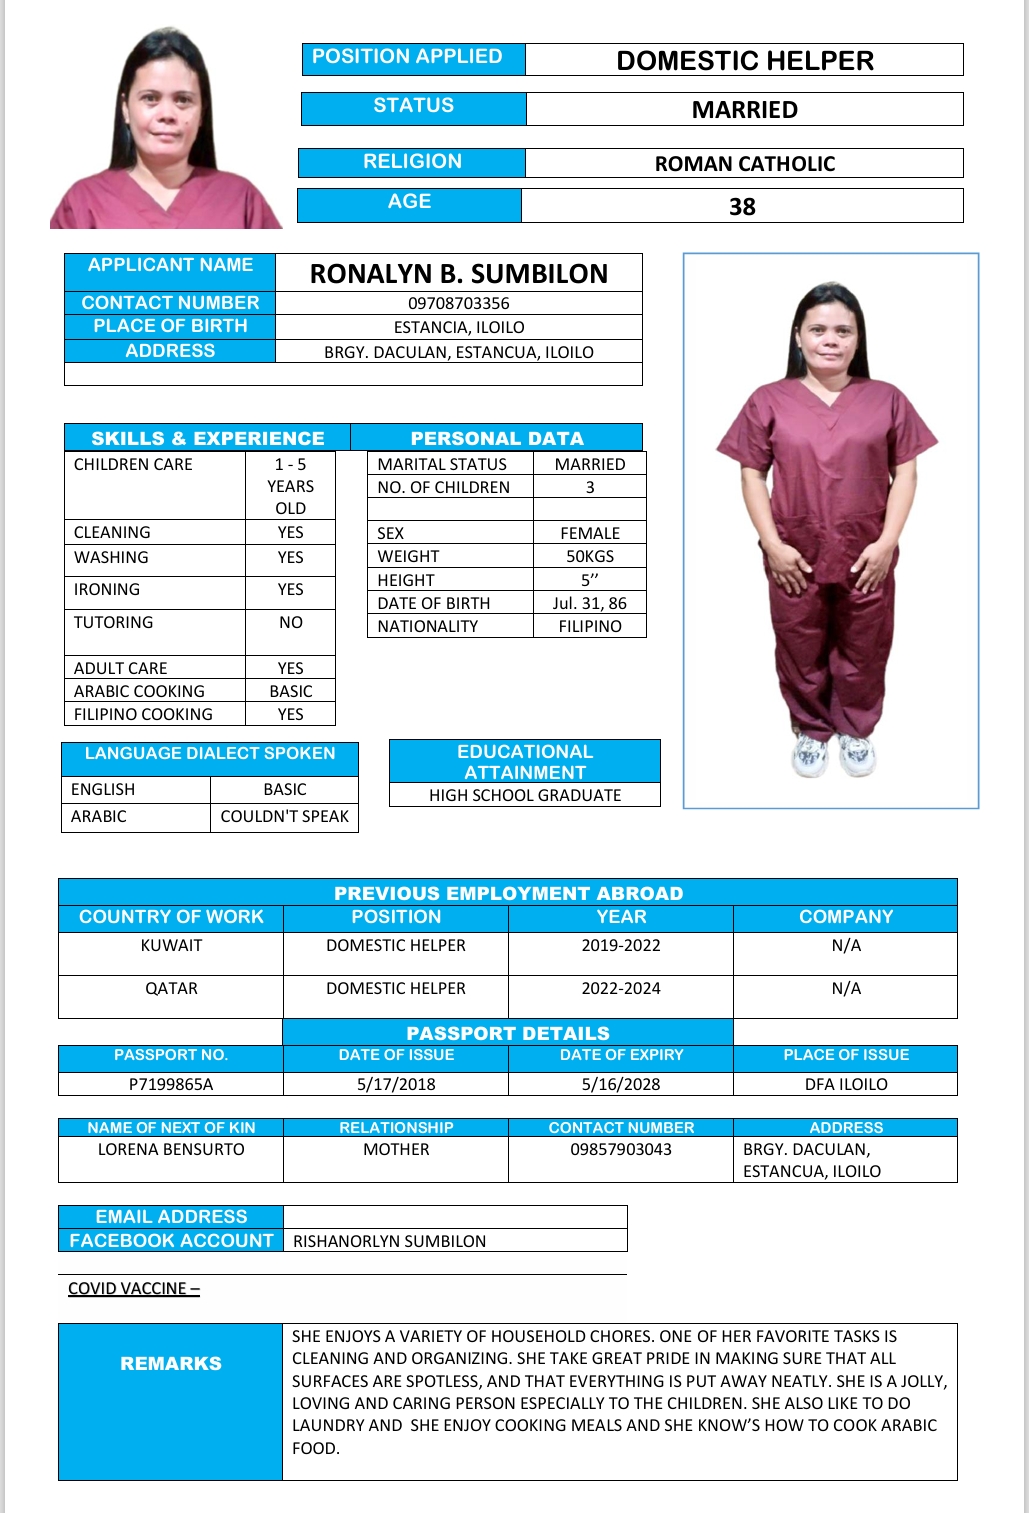 POSITION APPLIED DOMESTIC HELPER
STATUS MARRIED
RELIGION ROMAN CATHOLIC
AGE 38
APPLICANT NAME RONALYN B. SUMBILON
CONTACT NUMBER 09708703356
PLACE OF BIRTH ESTANCIA, ILOILO
ADDRESS BRGY. DACULAN, ESTANCUA, ILOILO
SKILLS & EXPERIENCE
CHILDREN CARE 1 - 5
YEARS
OLD
CLEANING YES
WASHING YES
IRONING YES
TUTORING NO
ADULT CARE YES
ARABIC COOKING BASIC
FILIPINO COOKING YES
PERSONAL DATA
MARITAL STATUS MARRIED
NO. OF CHILDREN 3
SEX FEMALE
WEIGHT 50KGS
HEIGHT 5’’
DATE OF BIRTH Jul. 31, 86
NATIONALITY FILIPINO
LANGUAGE DIALECT SPOKEN
ENGLISH BASIC
ARABIC COULDN'T SPEAK
EDUCATIONAL
ATTAINMENT
HIGH SCHOOL GRADUATE
PREVIOUS EMPLOYMENT ABROAD
COUNTRY OF WORK POSITION YEAR COMPANY
KUWAIT DOMESTIC HELPER 2019-2022 N/A
QATAR DOMESTIC HELPER 2022-2024 N/A
PASSPORT DETAILS
PASSPORT NO. DATE OF ISSUE DATE OF EXPIRY PLACE OF ISSUE
P7199865A 5/17/2018 5/16/2028 DFA ILOILO
NAME OF NEXT OF KIN RELATIONSHIP CONTACT NUMBER ADDRESS
LORENA BENSURTO MOTHER 09857903043 BRGY. DACULAN,
ESTANCUA, ILOILO
EMAIL ADDRESS
FACEBOOK ACCOUNT RISHANORLYN SUMBILON
COVID VACCINE –
REMARKS
SHE ENJOYS A VARIETY OF HOUSEHOLD CHORES. ONE OF HER FAVORITE TASKS IS
CLEANING AND ORGANIZING. SHE TAKE GREAT PRIDE IN MAKING SURE THAT ALL
SURFACES ARE SPOTLESS, AND THAT EVERYTHING IS PUT AWAY NEATLY. SHE IS A JOLLY,
LOVING AND CARING PERSON ESPECIALLY TO THE CHILDREN. SHE ALSO LIKE TO DO
LAUNDRY AND  SHE ENJOY COOKING MEALS AND SHE KNOW’S HOW TO COOK ARABIC
FOOD.